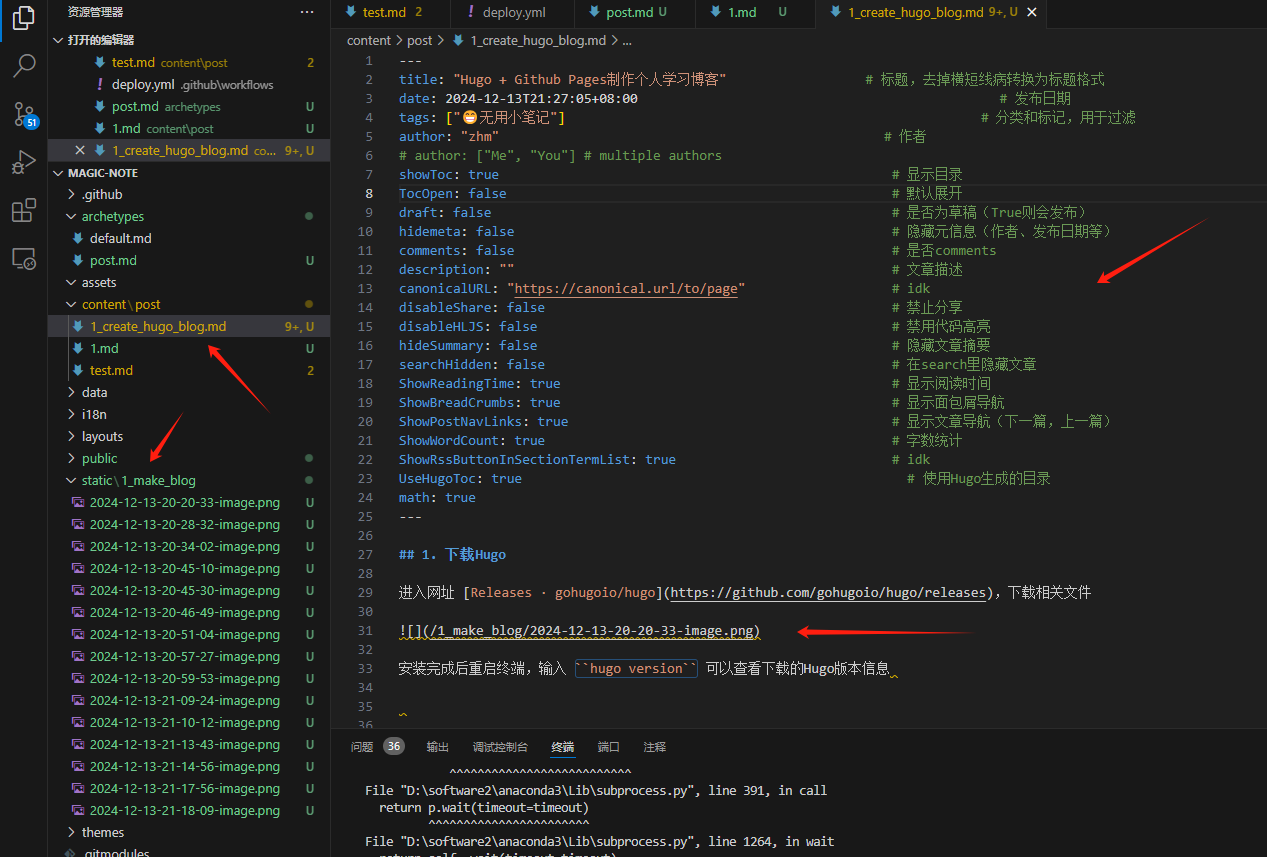 资源管理器
打开的编辑器
test.md content\post 2
deploy.yml .github\workflows
post.md archetypes U
1.md content\post U
1_create_hugo_blog.md co... 9+, U
MAGIC-NOTE
.github
archetypes
default.md
post.md U
assets
content\post
1_create_hugo_blog.md 9+, U
1.md U
test.md 2
data
i18n
layouts
public
static\1_make_blog
2024-12-13-20-20-33-image.png U
2024-12-13-20-28-32-image.png U
2024-12-13-20-34-02-image.png U
2024-12-13-20-45-10-image.png U
2024-12-13-20-45-30-image.png U
2024-12-13-20-46-49-image.png U
2024-12-13-20-51-04-image.png U
2024-12-13-20-57-27-image.png U
2024-12-13-20-59-53-image.png U
2024-12-13-21-09-24-image.png U
2024-12-13-21-10-12-image.png U
2024-12-13-21-13-43-image.png U
2024-12-13-21-14-56-image.png U
2024-12-13-21-17-56-image.png U
2024-12-13-21-18-09-image.png U
themes
.gitmodules
51
test.md 2 deploy.yml post.md U 1.md U 1_create_hugo_blog.md 9+, U
content > post > 1_create_hugo_blog.md > ...
1 ---
2 title: "Hugo + Github Pages制作个人学习博客" # 标题，去掉横短线病转换为标题格式
3 date: 2024-12-13T21:27:05+08:00 # 发布日期
4 tags: ["😁无用小笔记"] # 分类和标记，用于过滤
5 author: "zhm" # 作者
6 # author: ["Me", "You"] # multiple authors
7 showToc: true # 显示目录
8 TocOpen: false # 默认展开
9 draft: false # 是否为草稿（True则会发布）
10 hidemeta: false # 隐藏元信息（作者、发布日期等）
11 comments: false # 是否comments
12 description: "" # 文章描述
13 canonicalURL: "https://canonical.url/to/page" # idk
14 disableShare: false # 禁止分享
15 disableHLJS: false # 禁用代码高亮
16 hideSummary: false # 隐藏文章摘要
17 searchHidden: false # 在search里隐藏文章
18 ShowReadingTime: true # 显示阅读时间
19 ShowBreadCrumbs: true # 显示面包屑导航
20 ShowPostNavLinks: true # 显示文章导航（下一篇，上一篇）
21 ShowWordCount: true # 字数统计
22 ShowRssButtonInSectionTermList: true # idk
23 UseHugoToc: true # 使用Hugo生成的目录
24 math: true
25 ---
26
27 ## 1. 下载Hugo
28
29 进入网址 [Releases · gohugoio/hugo](https://github.com/gohugoio/hugo/releases)，下载相关文件
30
31 ![](/1_make_blog/2024-12-13-20-20-33-image.png)
32
33 安装完成后重启终端，输入 ``hugo version`` 可以查看下载的Hugo版本信息
34
35
36
问题 36 输出 调试控制台 终端 端口 注释
^^^^^^^^^^^^^^^^^^^^^^^^^^
File "D:\software2\anaconda3\Lib\subprocess.py", line 391, in call
return p.wait(timeout=timeout)
^^^^^^^^^^^^^^^^^^^^^^^
File "D:\software2\anaconda3\Lib\subprocess.py", line 1264, in wait